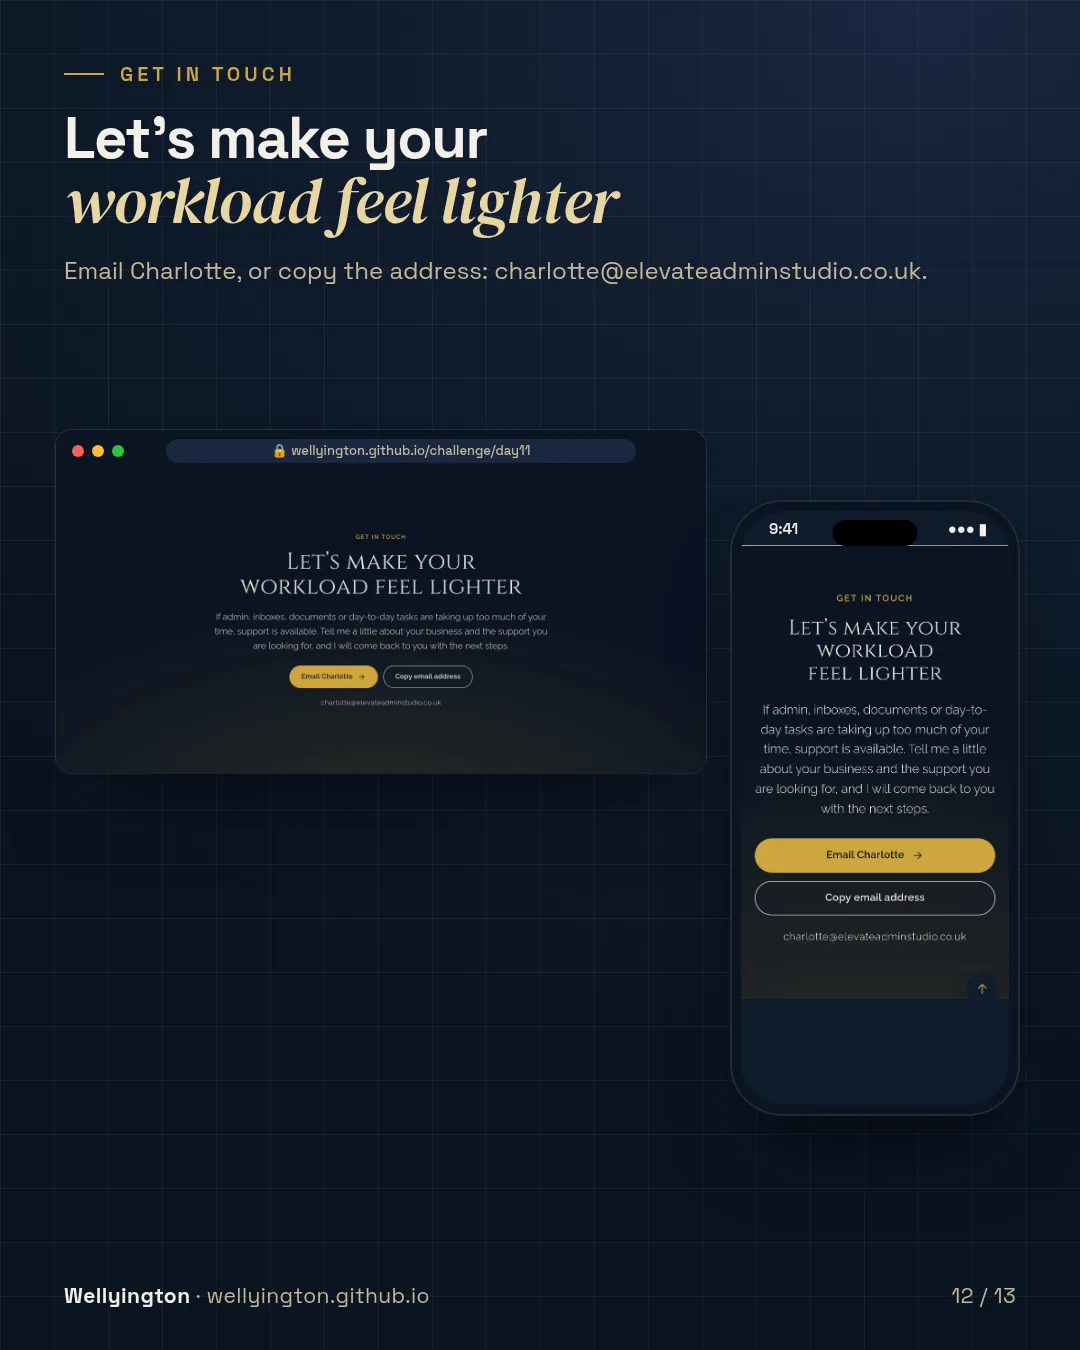 GET IN TOUCH
Let’s make your
workload feel lighter
Email Charlotte, or copy the address: charlotte@elevateadminstudio.co.uk.
🔒 wellyington.github.io/challenge/day11
GET IN TOUCH
Let’s make your
workload feel lighter
If admin, inboxes, documents or day-to-day tasks are taking up too much of your
time, support is available. Tell me a little about your business and the support you
are looking for, and I will come back to you with the next steps.
Email Charlotte →
Copy email address
charlotte@elevateadminstudio.co.uk
9:41
GET IN TOUCH
Let’s make your
workload
feel lighter
If admin, inboxes, documents or day-to-
day tasks are taking up too much of your
time, support is available. Tell me a little
about your business and the support you
are looking for, and I will come back to you
with the next steps.
Email Charlotte →
Copy email address
charlotte@elevateadminstudio.co.uk
↑
Wellyington · wellyington.github.io
12 / 13